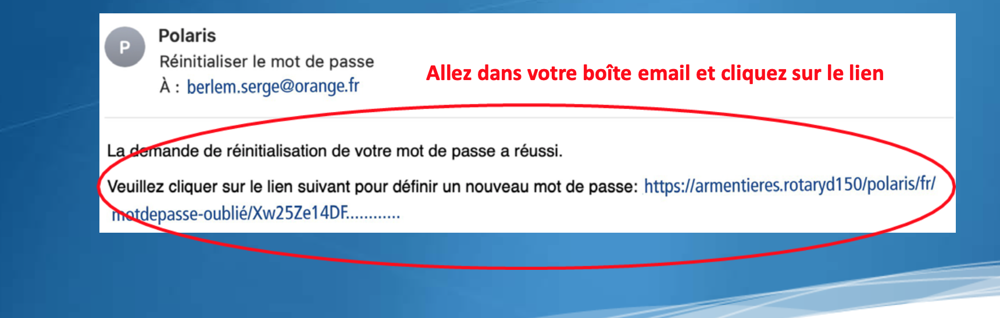 P
Polaris
Réinitialiser le mot de passe
À : berlem.serge@orange.fr
Allez dans votre boîte email et cliquez sur le lien
La demande de réinitialisation de votre mot de passe a réussi.
Veuillez cliquer sur le lien suivant pour définir un nouveau mot de passe: https://armentieres.rotaryd150/polaris/fr/
motdepasse-oublié/Xw25Ze14DF............